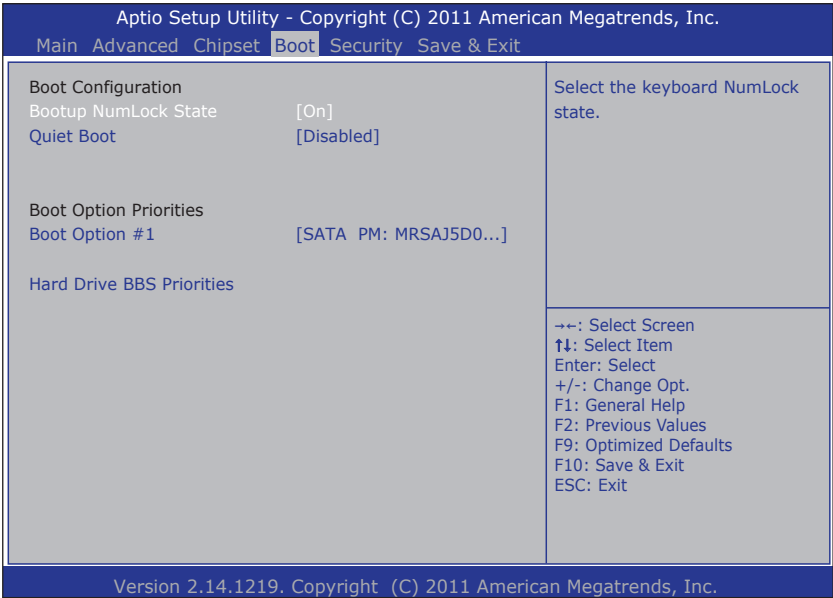 Aptio Setup Utility - Copyright (C) 2011 American Megatrends, Inc.
Main Advanced Chipset Boot Security Save & Exit
Boot Configuration
Bootup NumLock State [On]
Quiet Boot [Disabled]
Boot Option Priorities
Boot Option #1 [SATA PM: MRSAJ5D0...]
Hard Drive BBS Priorities
Select the keyboard NumLock
state.
→←: Select Screen
↑↓: Select Item
Enter: Select
+/-: Change Opt.
F1: General Help
F2: Previous Values
F9: Optimized Defaults
F10: Save & Exit
ESC: Exit
Version 2.14.1219. Copyright (C) 2011 American Megatrends, Inc.